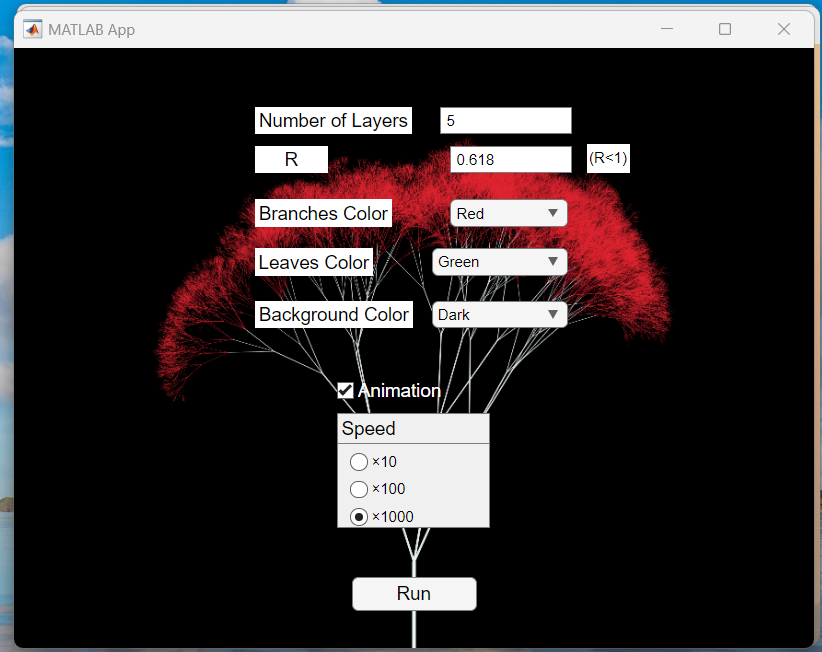 MATLAB App
Number of Layers 5
R 0.618 (R<1)
Branches Color Red
Leaves Color Green
Background Color Dark
Animation
Speed
×10
×100
×1000
Run